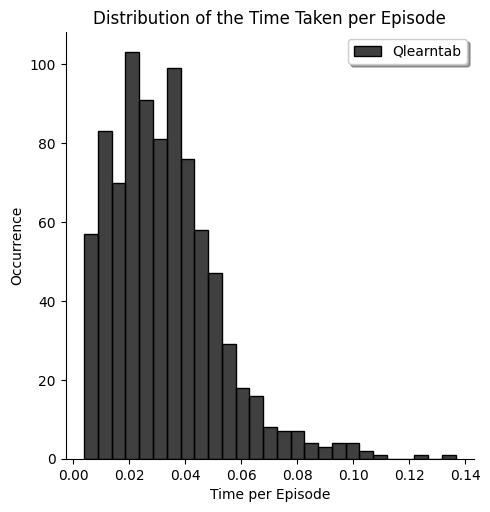 Distribution of the Time Taken per Episode
Qlearntab
100
80
60
40
20
0
Occurrence
0.00 0.02 0.04 0.06 0.08 0.10 0.12 0.14
Time per Episode